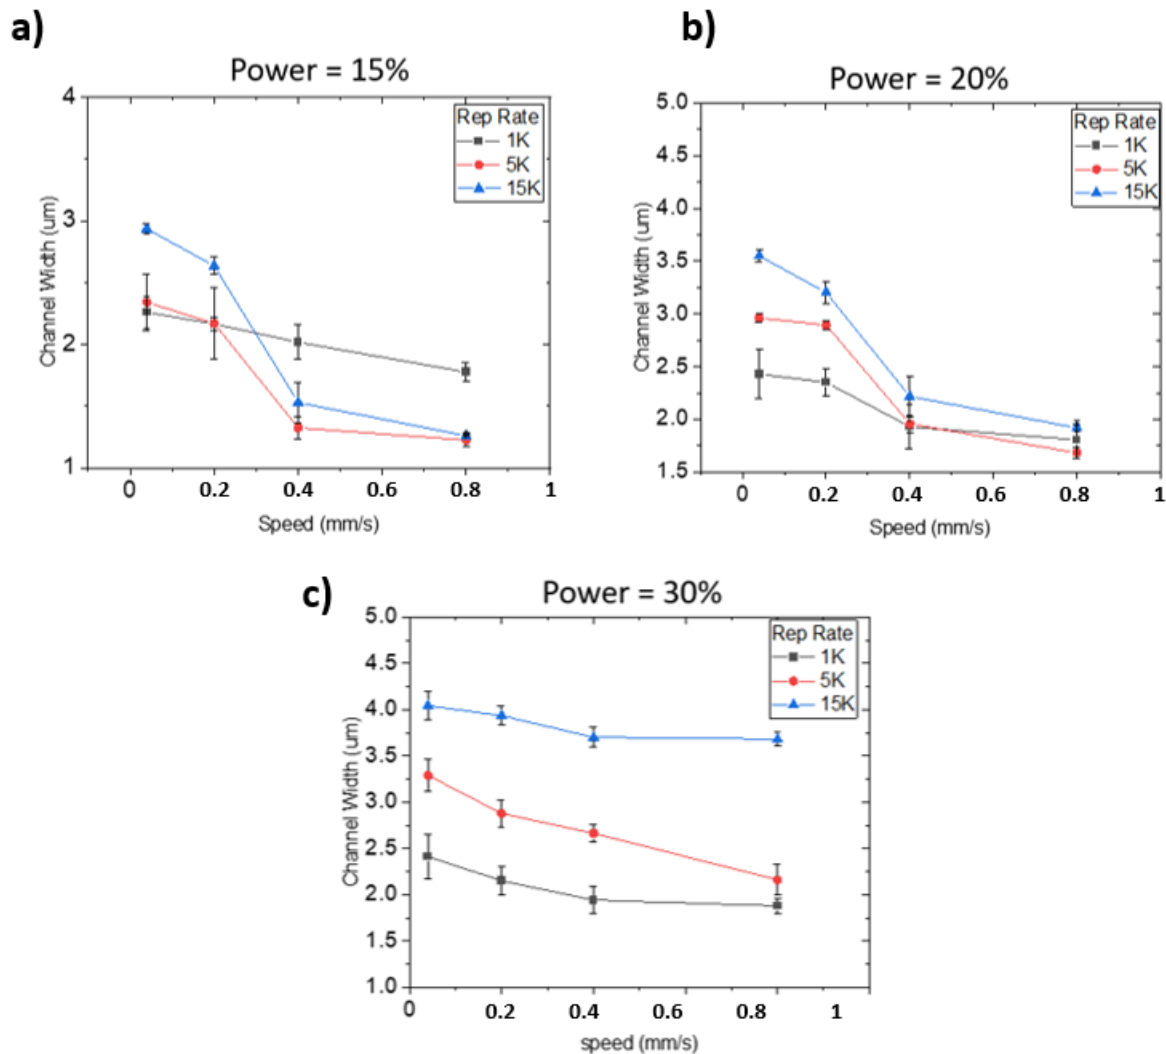 a)
Power = 15%
4
3
2
1
Channel Width (um)
Rep Rate
1K
5K
15K
0 0.2 0.4 0.6 0.8 1
Speed (mm/s)
b)
Power = 20%
5.0
4.5
4.0
3.5
3.0
2.5
2.0
1.5
Channel Width (um)
Rep Rate
1K
5K
15K
0 0.2 0.4 0.6 0.8 1
Speed (mm/s)
c)
Power = 30%
5.0
4.5
4.0
3.5
3.0
2.5
2.0
1.5
1.0
Channel Width (um)
Rep Rate
1K
5K
15K
0 0.2 0.4 0.6 0.8 1
speed (mm/s)